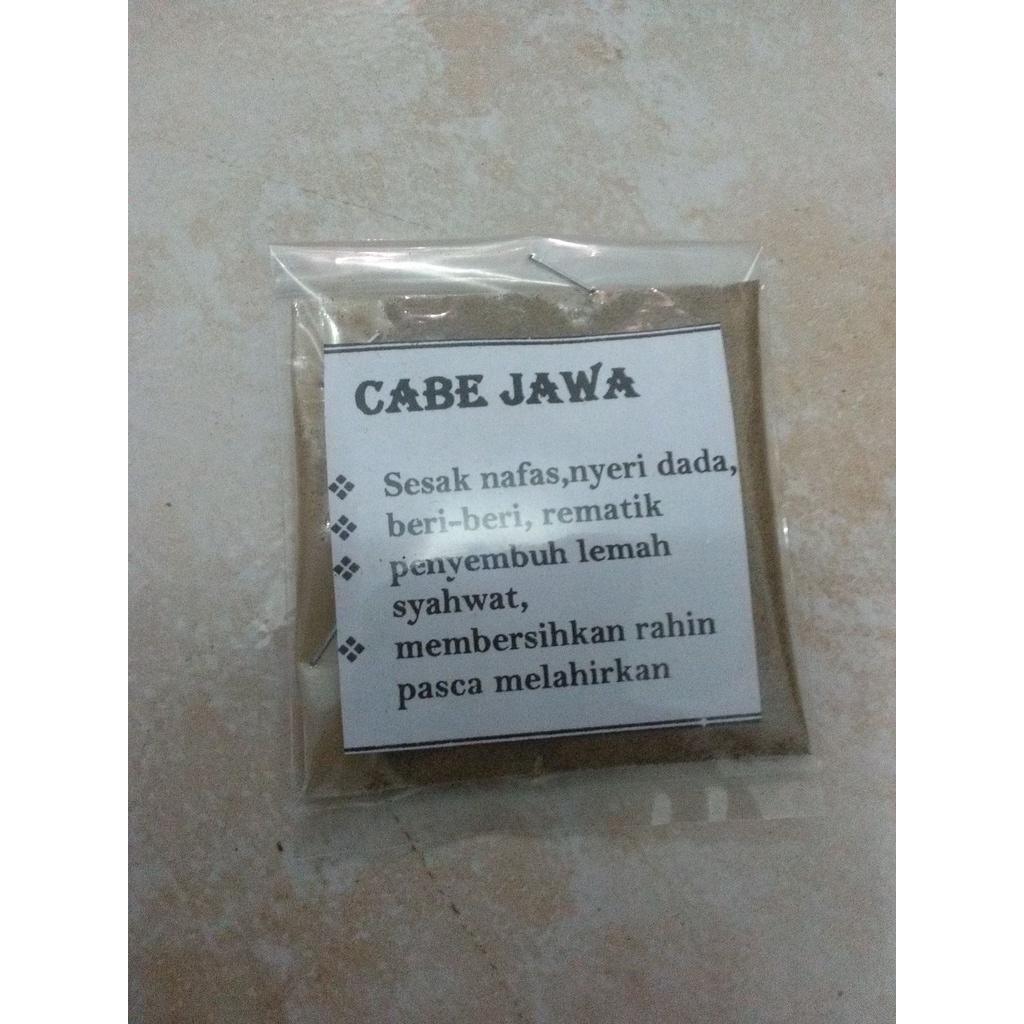 CABE JAWA
❖ Sesak nafas,nyeri dada,
❖ beri-beri, rematik
❖ penyembuh lemah
syahwat,
❖ membersihkan rahin
pasca melahirkan